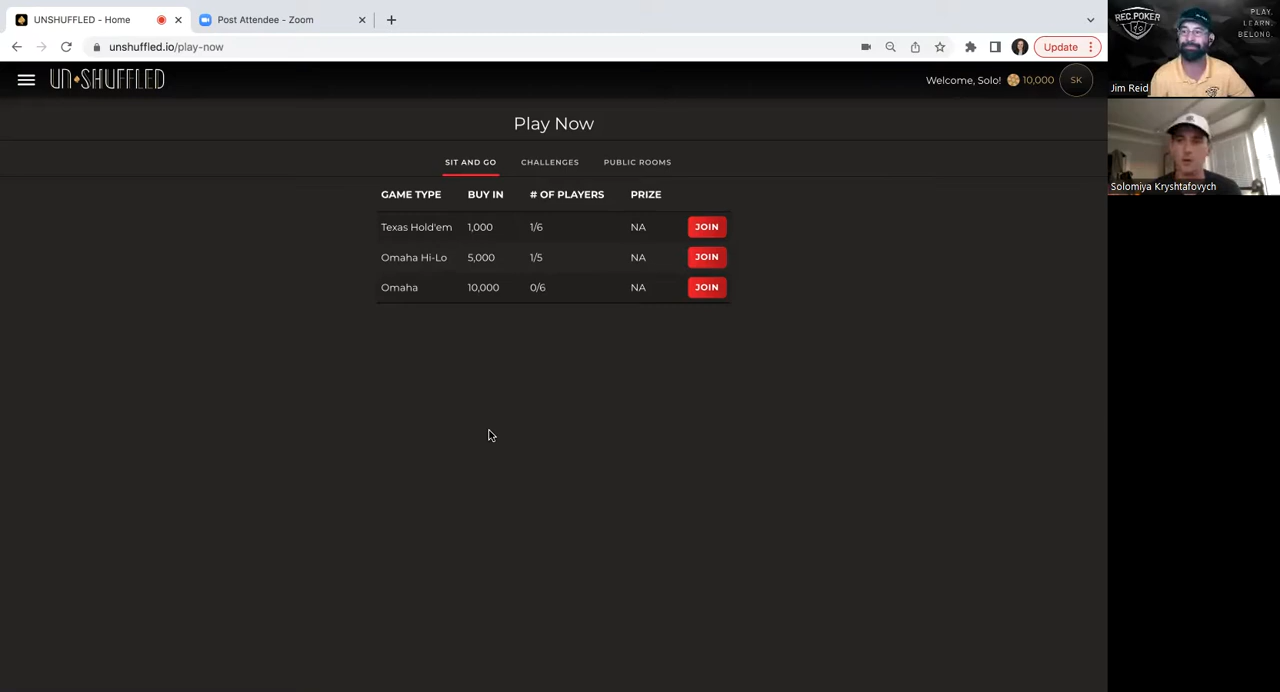 UNSHUFFLED - Home
Post Attendee - Zoom
unshuffled.io/play-now
Update
UN SHUFFLED
Welcome, Solo! 10,000 SK
Play Now
SIT AND GO CHALLENGES PUBLIC ROOMS
GAME TYPE BUY IN # OF PLAYERS PRIZE
Texas Hold'em 1,000 1/6 NA JOIN
Omaha Hi-Lo 5,000 1/5 NA JOIN
Omaha 10,000 0/6 NA JOIN
REC.POKER
PLAY.
LEARN.
BELONG.
Jim Reid
Solomiya Kryshtafovych